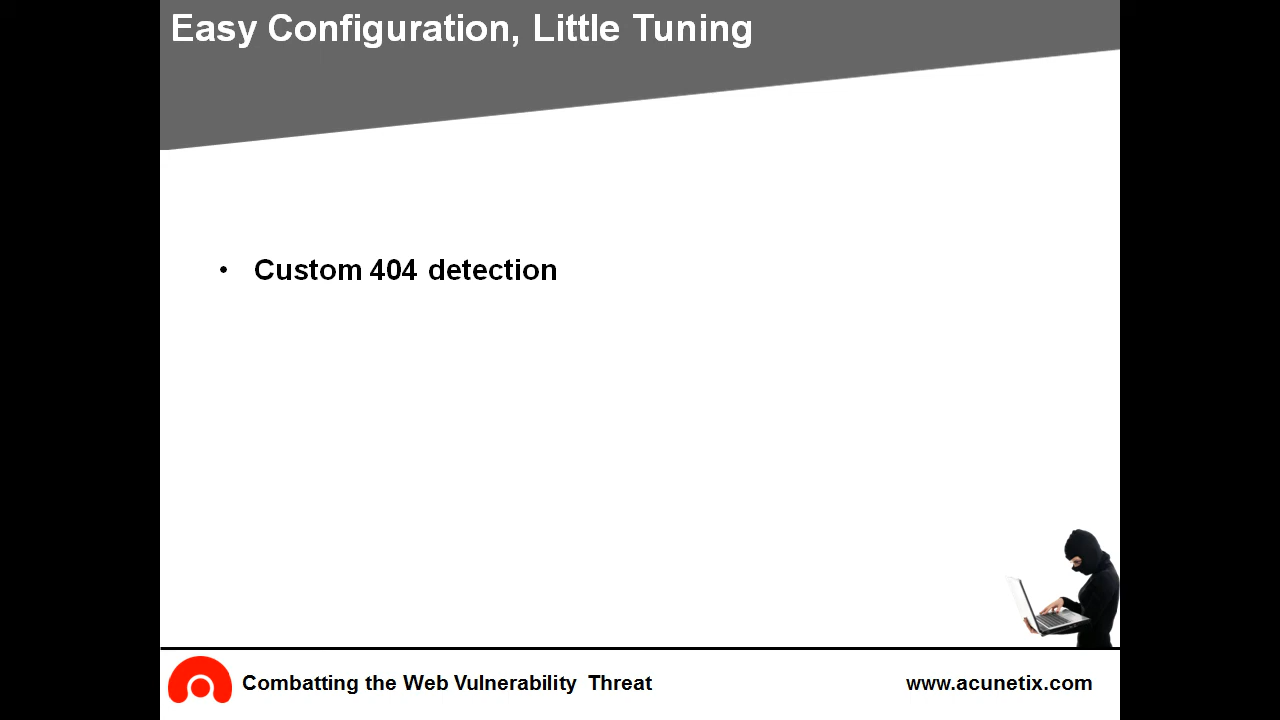 Easy Configuration, Little Tuning
• Custom 404 detection
Combatting the Web Vulnerability Threat
www.acunetix.com